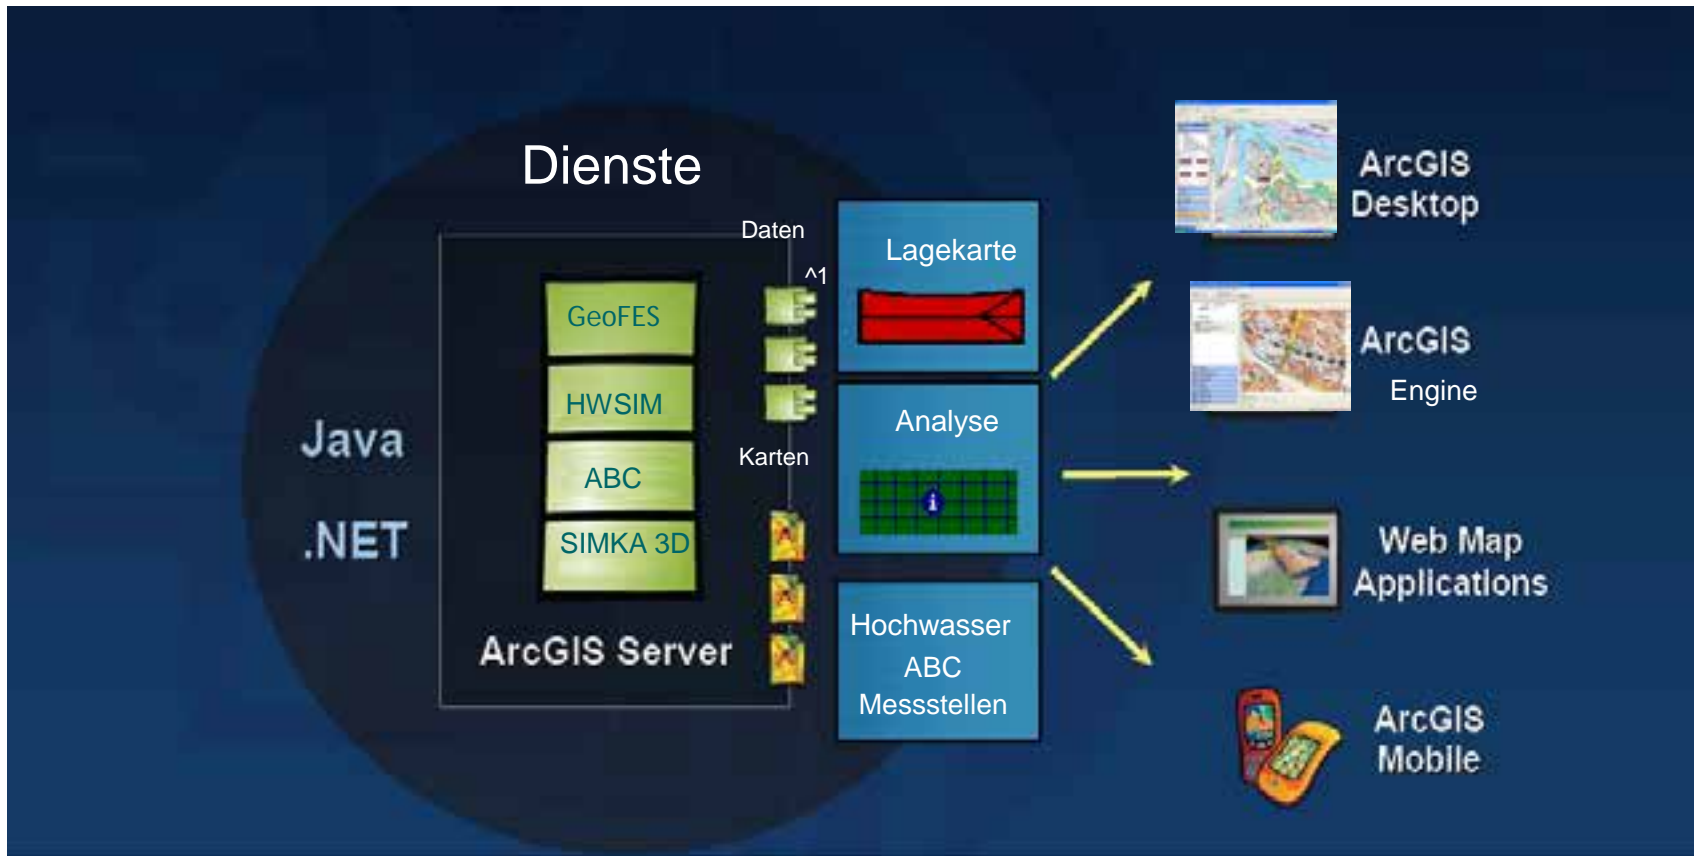 Dienste
Java
.NET
GeoFES
HWSIM
ABC
SIMKA 3D
ArcGIS Server
Daten
^1
Karten
Lagekarte
Analyse
i
Hochwasser
ABC
Messstellen
ArcGIS
Desktop
ArcGIS
Engine
Web Map
Applications
ArcGIS
Mobile